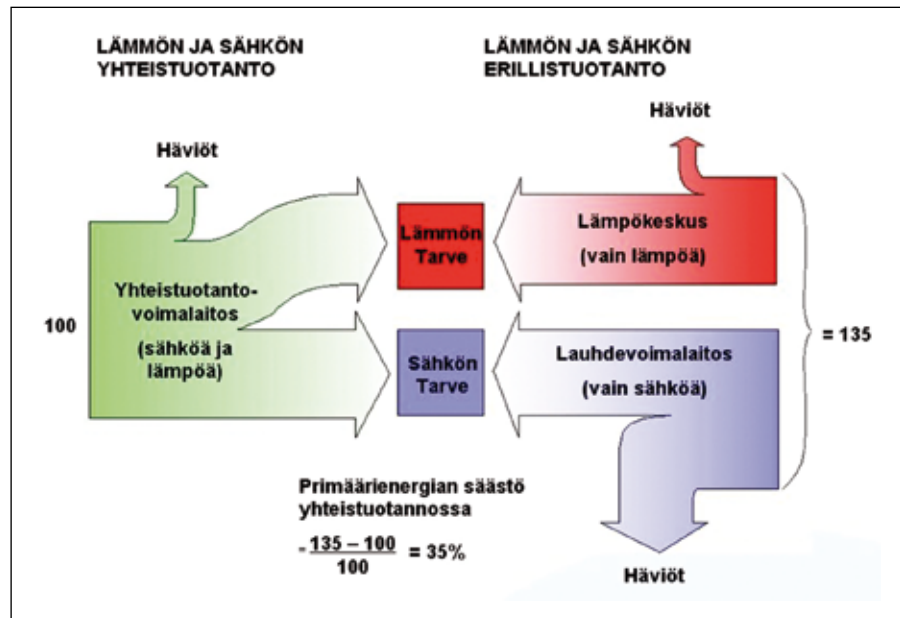 LÄMMÖN JA SÄHKÖN
YHTEISTUOTANTO
LÄMMÖN JA SÄHKÖN
ERILLISTUOTANTO
Häviöt
Häviöt
Lämmön
Tarve
Lämpökeskus
(vain lämpöä)
Yhteistuotanto-
voimalaitos
(sähköä ja
lämpöä)
100
= 135
Sähkön
Tarve
Lauhdevoimalaitos
(vain sähköä)
Primäärienergian säästö
yhteistuotannossa
- 135 – 100
100
= 35%
Häviöt